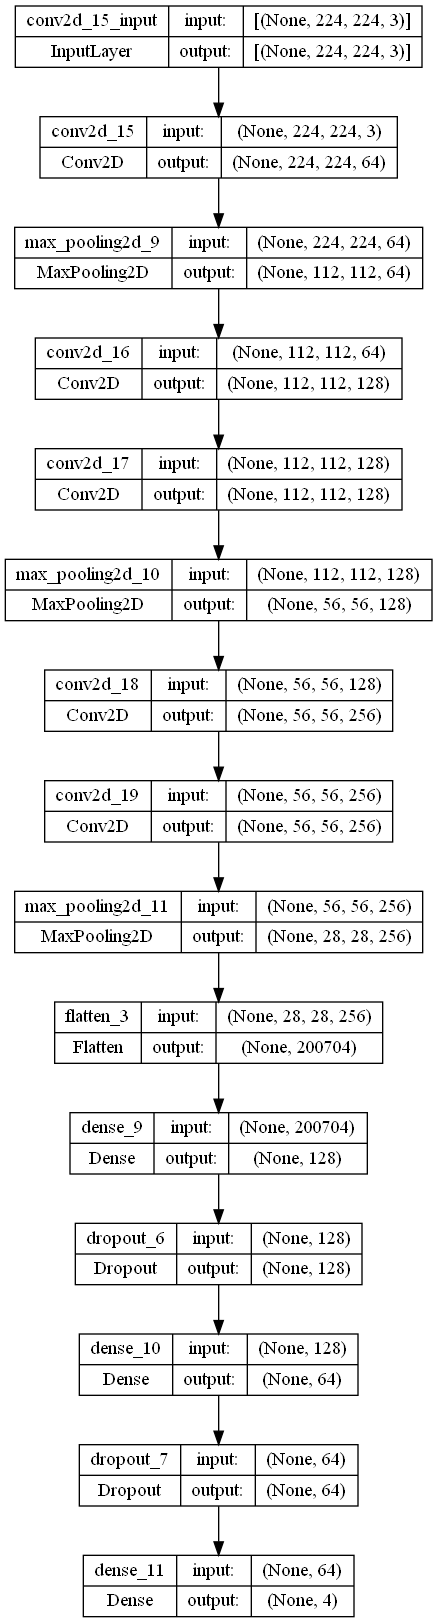 conv2d_15_input input: [(None, 224, 224, 3)]
InputLayer output: [(None, 224, 224, 3)]
conv2d_15 input: (None, 224, 224, 3)
Conv2D output: (None, 224, 224, 64)
max_pooling2d_9 input: (None, 224, 224, 64)
MaxPooling2D output: (None, 112, 112, 64)
conv2d_16 input: (None, 112, 112, 64)
Conv2D output: (None, 112, 112, 128)
conv2d_17 input: (None, 112, 112, 128)
Conv2D output: (None, 112, 112, 128)
max_pooling2d_10 input: (None, 112, 112, 128)
MaxPooling2D output: (None, 56, 56, 128)
conv2d_18 input: (None, 56, 56, 128)
Conv2D output: (None, 56, 56, 256)
conv2d_19 input: (None, 56, 56, 256)
Conv2D output: (None, 56, 56, 256)
max_pooling2d_11 input: (None, 56, 56, 256)
MaxPooling2D output: (None, 28, 28, 256)
flatten_3 input: (None, 28, 28, 256)
Flatten output: (None, 200704)
dense_9 input: (None, 200704)
Dense output: (None, 128)
dropout_6 input: (None, 128)
Dropout output: (None, 128)
dense_10 input: (None, 128)
Dense output: (None, 64)
dropout_7 input: (None, 64)
Dropout output: (None, 64)
dense_11 input: (None, 64)
Dense output: (None, 4)